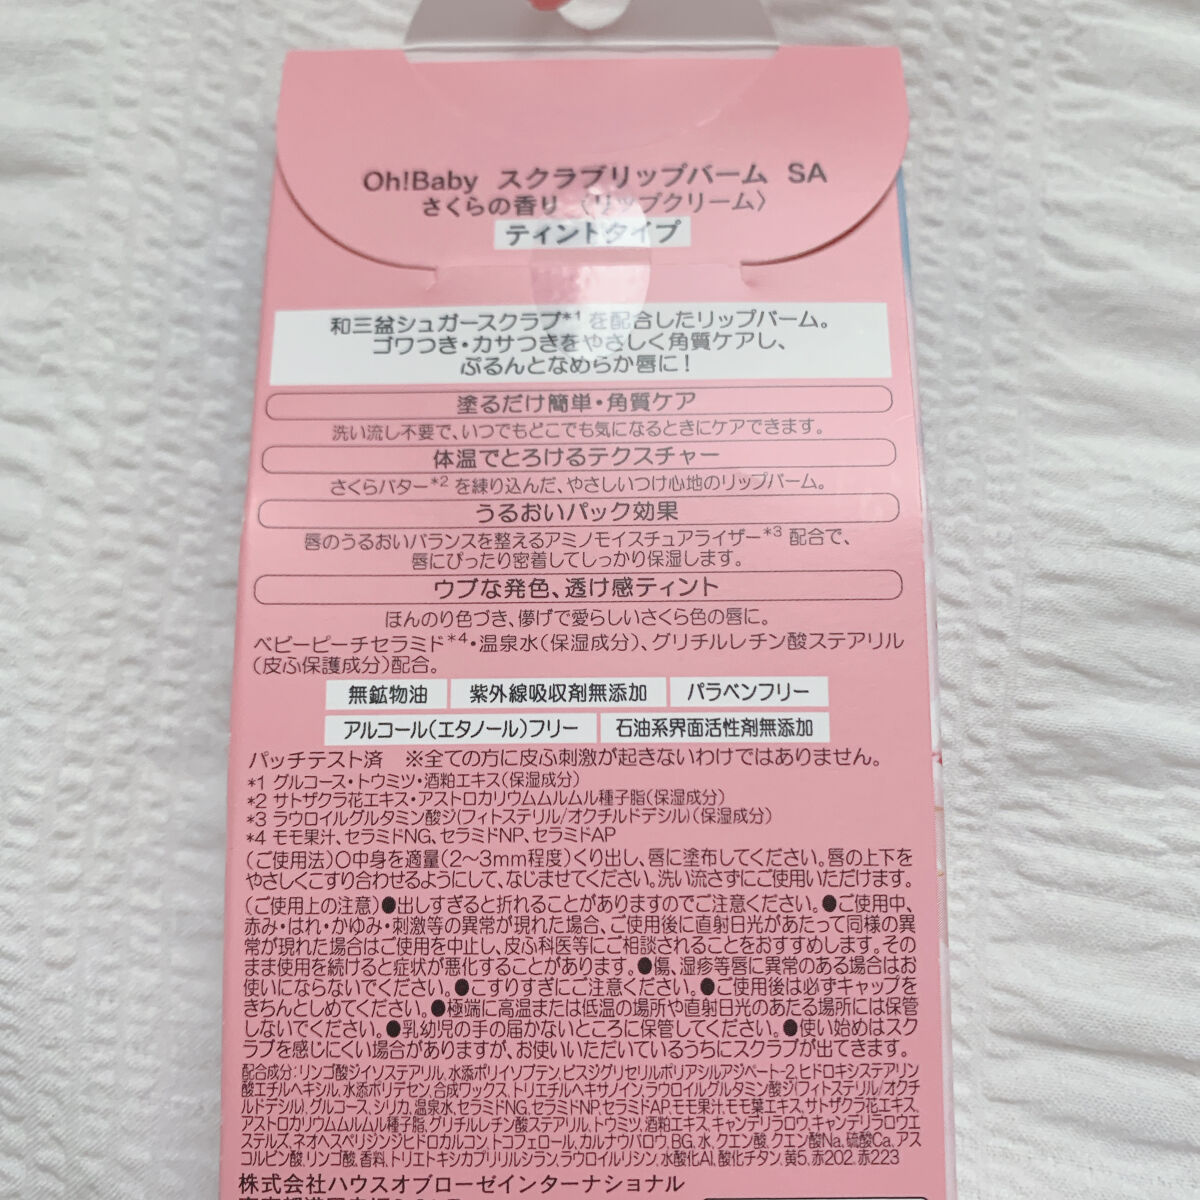 Oh!Baby スクラブリップバーム SA
さくらの香り〈リップクリーム〉
ティントタイプ
和三盆シュガースクラブ*1を配合したリップバーム。
ゴワつき・カサつきをやさしく角質ケアし、
ぷるんとなめらか唇に!
塗るだけ簡単・角質ケア
洗い流し不要で、いつでもどこでも気になるときにケアできます。
体温でとろけるテクスチャー
さくらバター*2を練り込んだ、やさしいつけ心地のリップバーム。
うるおいパック効果
唇のうるおいバランスを整えるアミノモイスチュアライザー*3配合で、
唇にぴったり密着してしっかり保湿します。
ウブな発色、透け感ティント
ほんのり色づき、儚げで愛らしいさくら色の唇に。
ベビーピーチセラミド*4・温泉水(保湿成分)、グリチルレチン酸ステアリル
(皮ふ保護成分)配合。
無鉱物油 紫外線吸収剤無添加 パラベンフリー
アルコール(エタノール)フリー 石油系界面活性剤無添加
パッチテスト済 ※全ての方に皮ふ刺激が起きないわけではありません。
*1 グルコース・トウミツ・酒粕エキス(保湿成分)
*2 サトザクラ花エキス・アストロカリウムムルムル種子脂(保湿成分)
*3 ラウロイルグルタミン酸ジ(フィトステリル/オクチルドデシル)(保湿成分)
*4 モモ果汁、セラミドNG、セラミドNP、セラミドAP
(ご使用法)○中身を適量(2〜3mm程度)くり出し、唇に塗布してください。唇の上下を
やさしくこすり合わせるようにして、なじませてください。洗い流さずにご使用いただけます。
(ご使用上の注意)●出しすぎると折れることがありますのでご注意ください。●ご使用中、
赤み・はれ・かゆみ・刺激等の異常が現れた場合、ご使用後に直射日光があたって同様の異
常が現れた場合はご使用を中止し、皮ふ科医等にご相談されることをおすすめします。その
まま使用を続けると症状が悪化することがあります。●傷、湿疹等唇に異常のある場合はお
使いにならないでください。●こすりすぎにご注意ください。●ご使用後は必ずキャップを
きちんとしめてください。●極端に高温または低温の場所や直射日光のあたる場所には保管
しないでください。●乳幼児の手の届かないところに保管してください。●使い始めはスク
ラブを感じにくい場合がありますが、お使いいただいているうちにスクラブが出てきます。
配合成分:リンゴ酸ジイソステアリル,水添ポリイソブテン,ビスジグリセリルポリアシルアジペート-2,ヒドロキシステアリン
酸エチルヘキシル,水添ポリデセン,合成ワックス,トリエチルヘキサノイン,ラウロイルグルタミン酸ジ(フィトステリル/オクチ
ルドデシル),グルコース,シリカ,温泉水,セラミドNG,セラミドNP,セラミドAP,モモ果汁,モモ葉エキス,サトザクラ花エキス,
アストロカリウムムルムル種子脂,グリチルレチン酸ステアリル,トウミツ,酒粕エキス,キャンデリラロウ,キャンデリラロウエ
ステルズ,ネオヘスペリジンジヒドロカルコン,トコフェロール,カルナウバロウ,BG,水,クエン酸,クエン酸Na,硫酸Ca,アス
コルビン酸,リンゴ酸,香料,トリエトキシカプリリルシラン,ラウロイルリシン,水酸化Al,酸化チタン,黄5,赤202,赤223
株式会社ハウスオブローゼインターナショナル